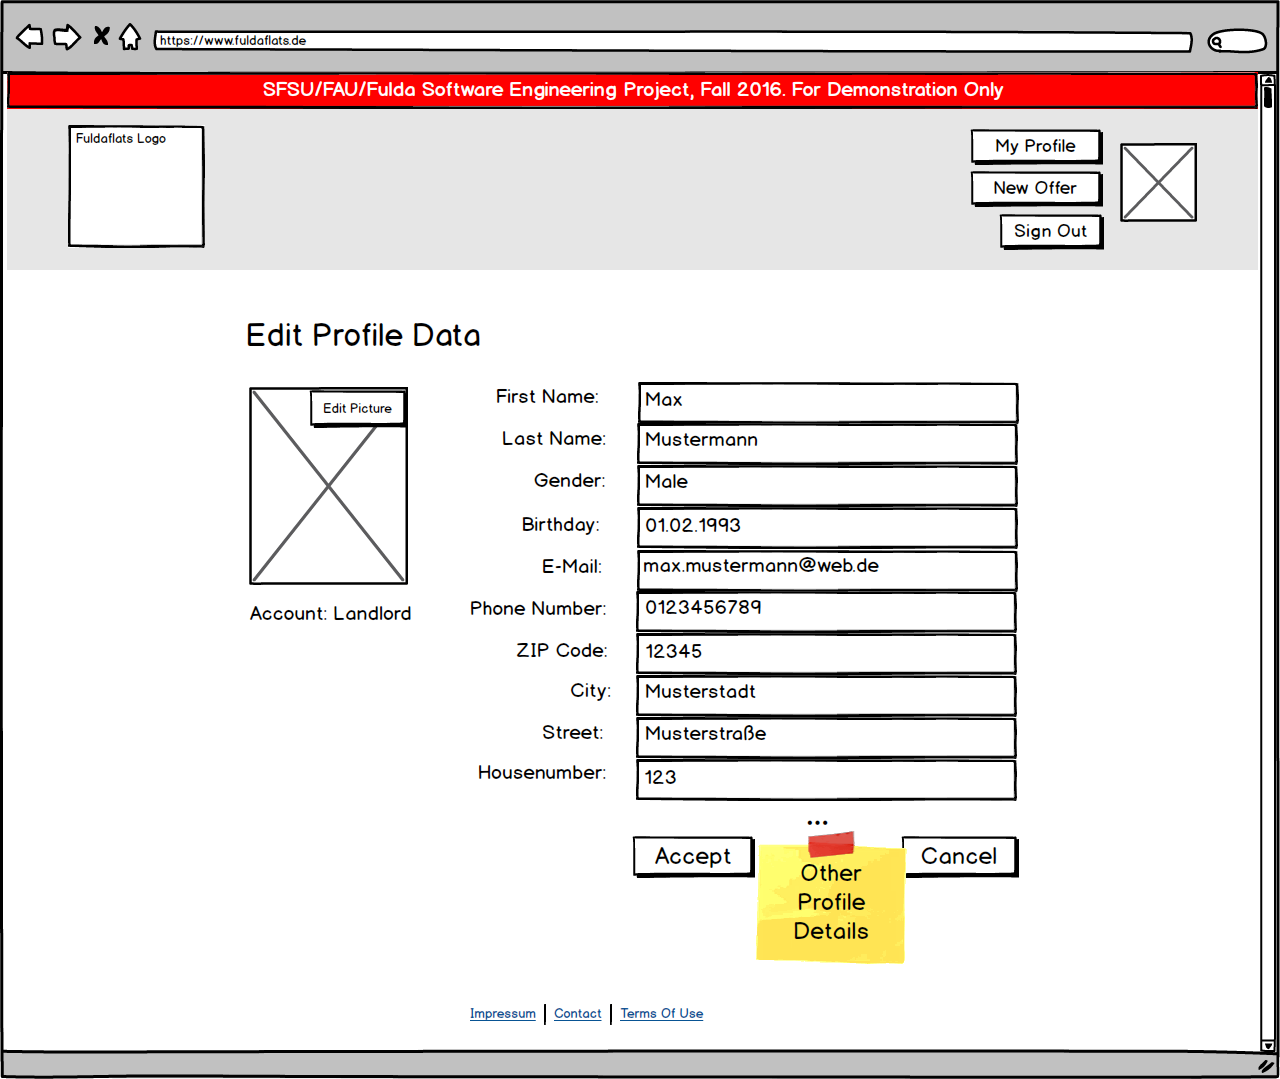 https://www.fuldaflats.de
SFSU/FAU/Fulda Software Engineering Project, Fall 2016. For Demonstration Only
Fuldaflats Logo
My Profile
New Offer
Sign Out
Edit Profile Data
Edit Picture
Account: Landlord
First Name: Max
Last Name: Mustermann
Gender: Male
Birthday: 01.02.1993
E-Mail: max.mustermann@web.de
Phone Number: 0123456789
ZIP Code: 12345
City: Musterstadt
Street: Musterstraße
Housenumber: 123
...
Accept
Other
Profile
Details
Cancel
Impressum | Contact | Terms Of Use